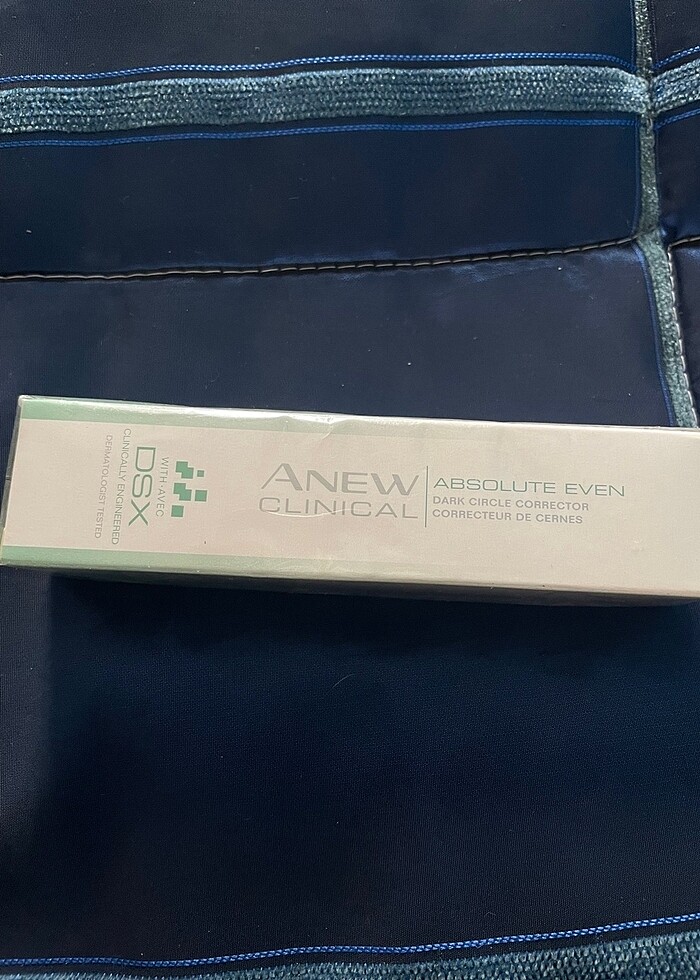 ANEW
CLINICAL
ABSOLUTE EVEN
DARK CIRCLE CORRECTOR
CORRECTEUR DE CERNES
WITH•AVEC
DSX
CLINICALLY ENGINEERED
DERMATOLOGIST TESTED